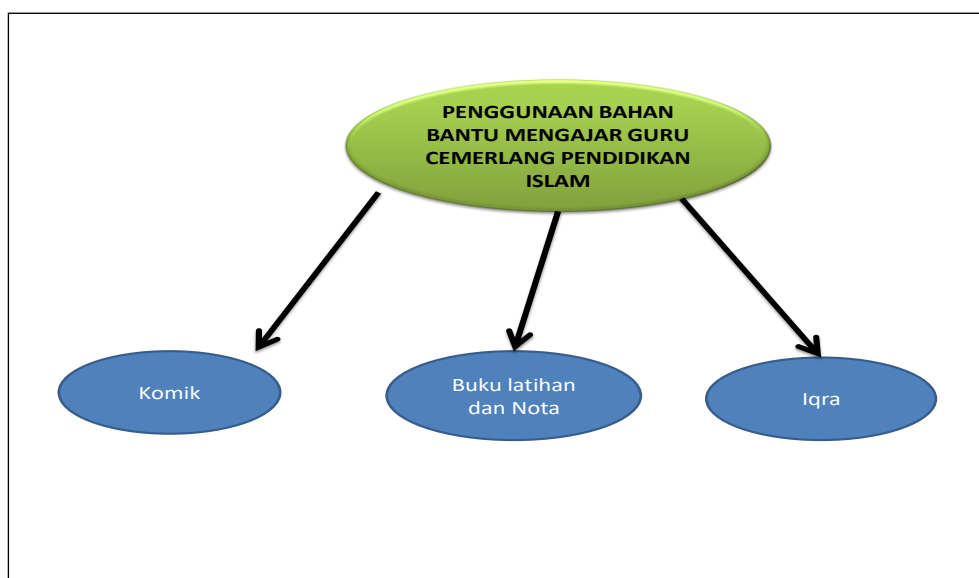 PENGGUNAAN BAHAN
BANTU MENGAJAR GURU
CEMERLANG PENDIDIKAN
ISLAM
Komik
Buku latihan
dan Nota
Iqra